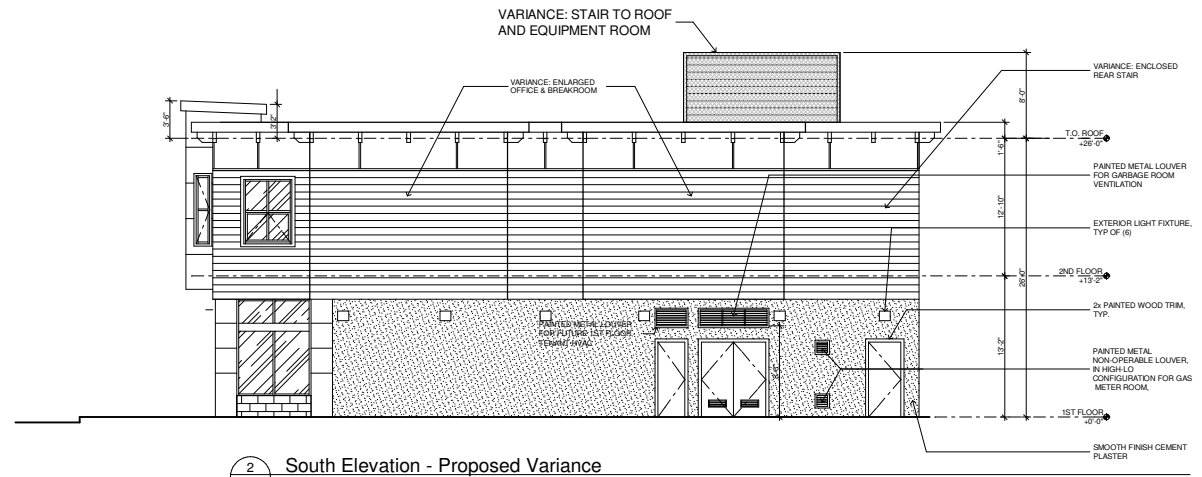 VARIANCE: STAIR TO ROOF
AND EQUIPMENT ROOM
VARIANCE: ENLARGED
OFFICE & BREAKROOM
VARIANCE: ENCLOSED
REAR STAIR
3'-6"
3'-2"
8'-0"
1'-6"
T.O. ROOF
+26'-0"
PAINTED METAL LOUVER
FOR GARBAGE ROOM
VENTILATION
12'-10"
EXTERIOR LIGHT FIXTURE,
TYP OF (6)
2ND FLOOR
+13'-2"
26'-0"
2x PAINTED WOOD TRIM,
TYP.
PAINTED METAL LOUVER
FOR FUTURE 1ST FLOOR
TENANT HVAC
13'-2"
PAINTED METAL
NON-OPERABLE LOUVER,
IN HIGH-LO
CONFIGURATION FOR GAS
METER ROOM,
1ST FLOOR
+0'-0"
SMOOTH FINISH CEMENT
PLASTER
2 South Elevation - Proposed Variance